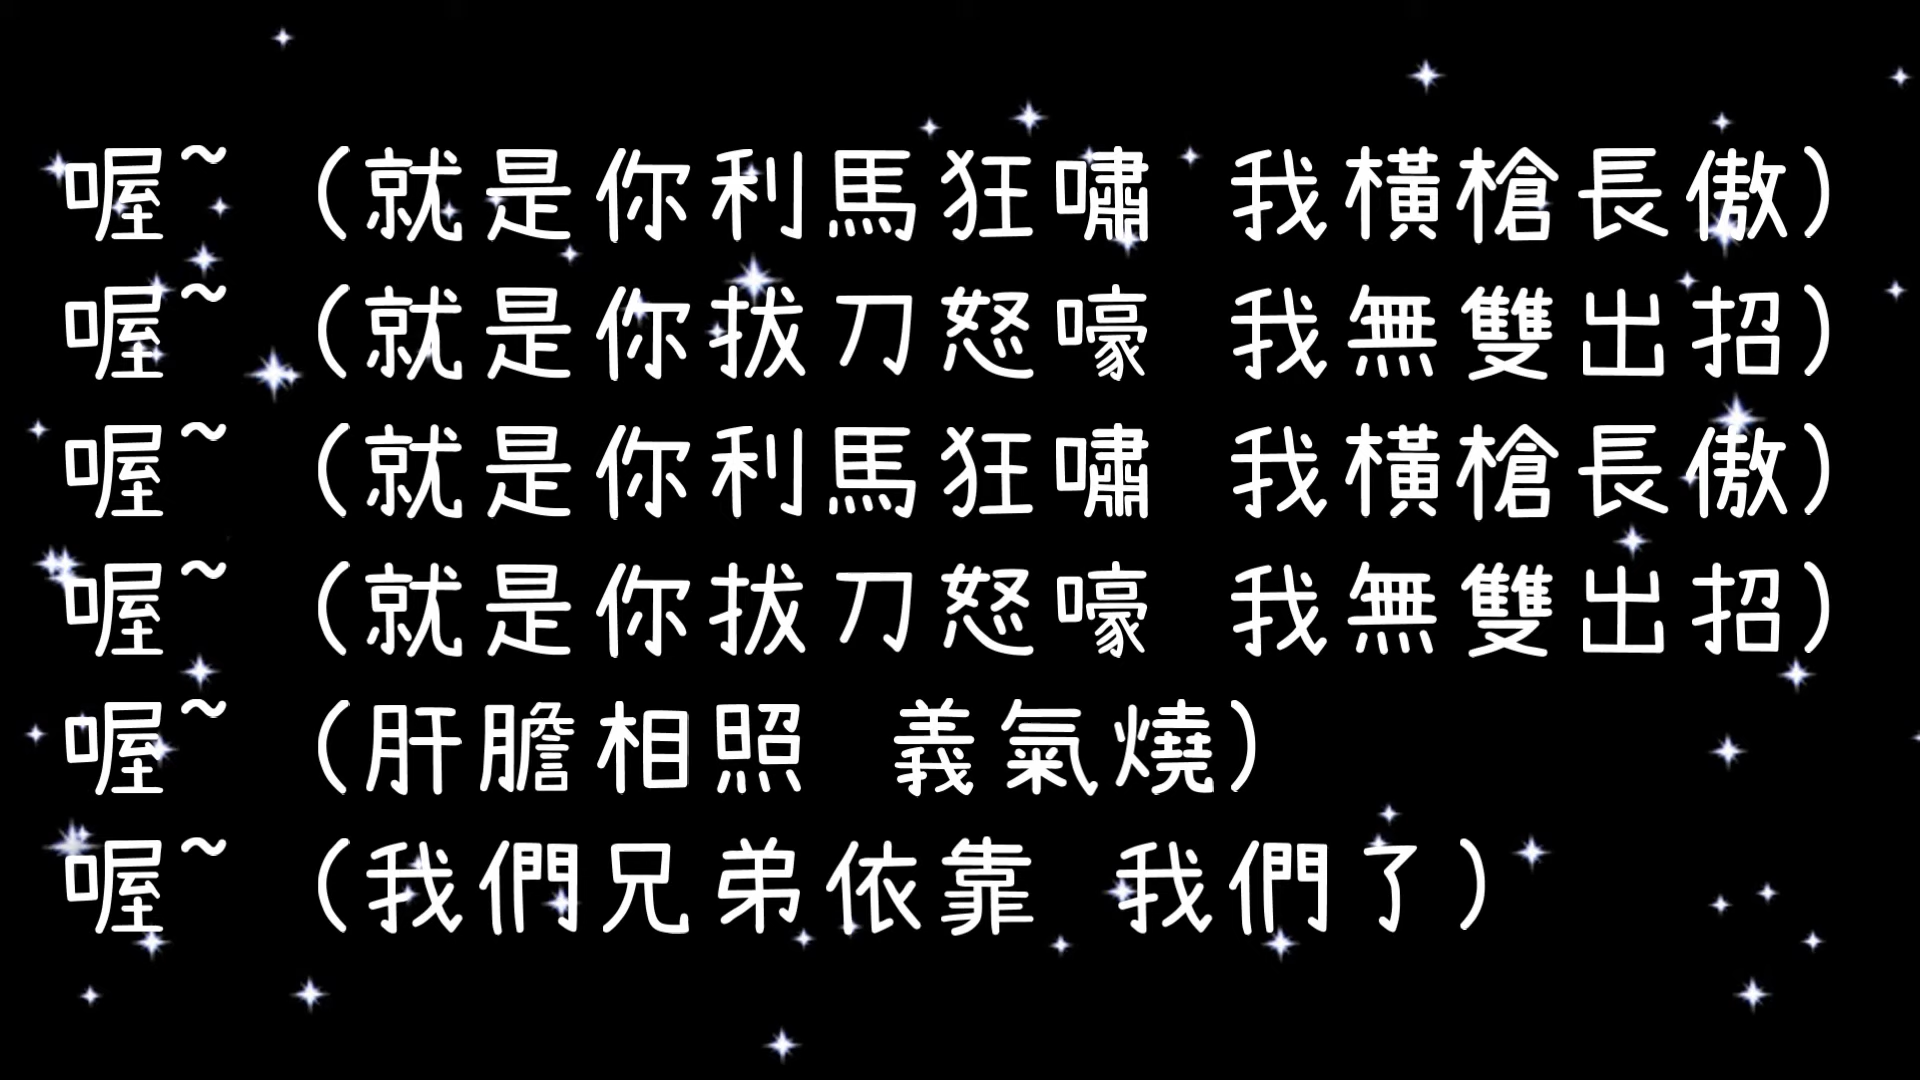 喔~ (就是你利馬狂嘯 我橫槍長傲)
喔~ (就是你拔刀怒嚎 我無雙出招)
喔~ (就是你利馬狂嘯 我橫槍長傲)
喔~ (就是你拔刀怒嚎 我無雙出招)
喔~ (肝膽相照 義氣燒)
喔~ (我們兄弟依靠 我們了)